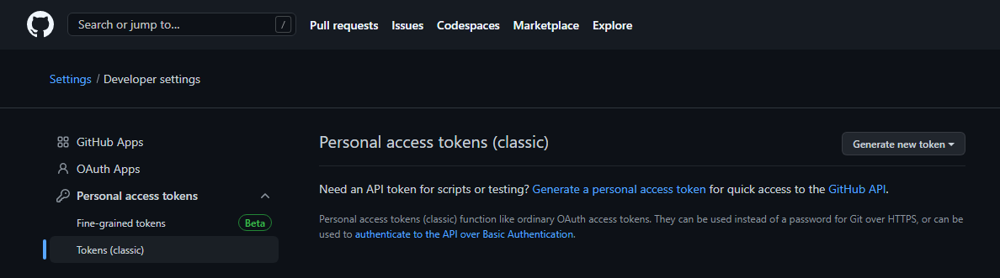 Search or jump to...
/
Pull requests Issues Codespaces Marketplace Explore
Settings / Developer settings
GitHub Apps
OAuth Apps
Personal access tokens
Fine-grained tokens Beta
Tokens (classic)
Personal access tokens (classic)
Generate new token
Need an API token for scripts or testing? Generate a personal access token for quick access to the GitHub API.
Personal access tokens (classic) function like ordinary OAuth access tokens. They can be used instead of a password for Git over HTTPS, or can be
used to authenticate to the API over Basic Authentication.